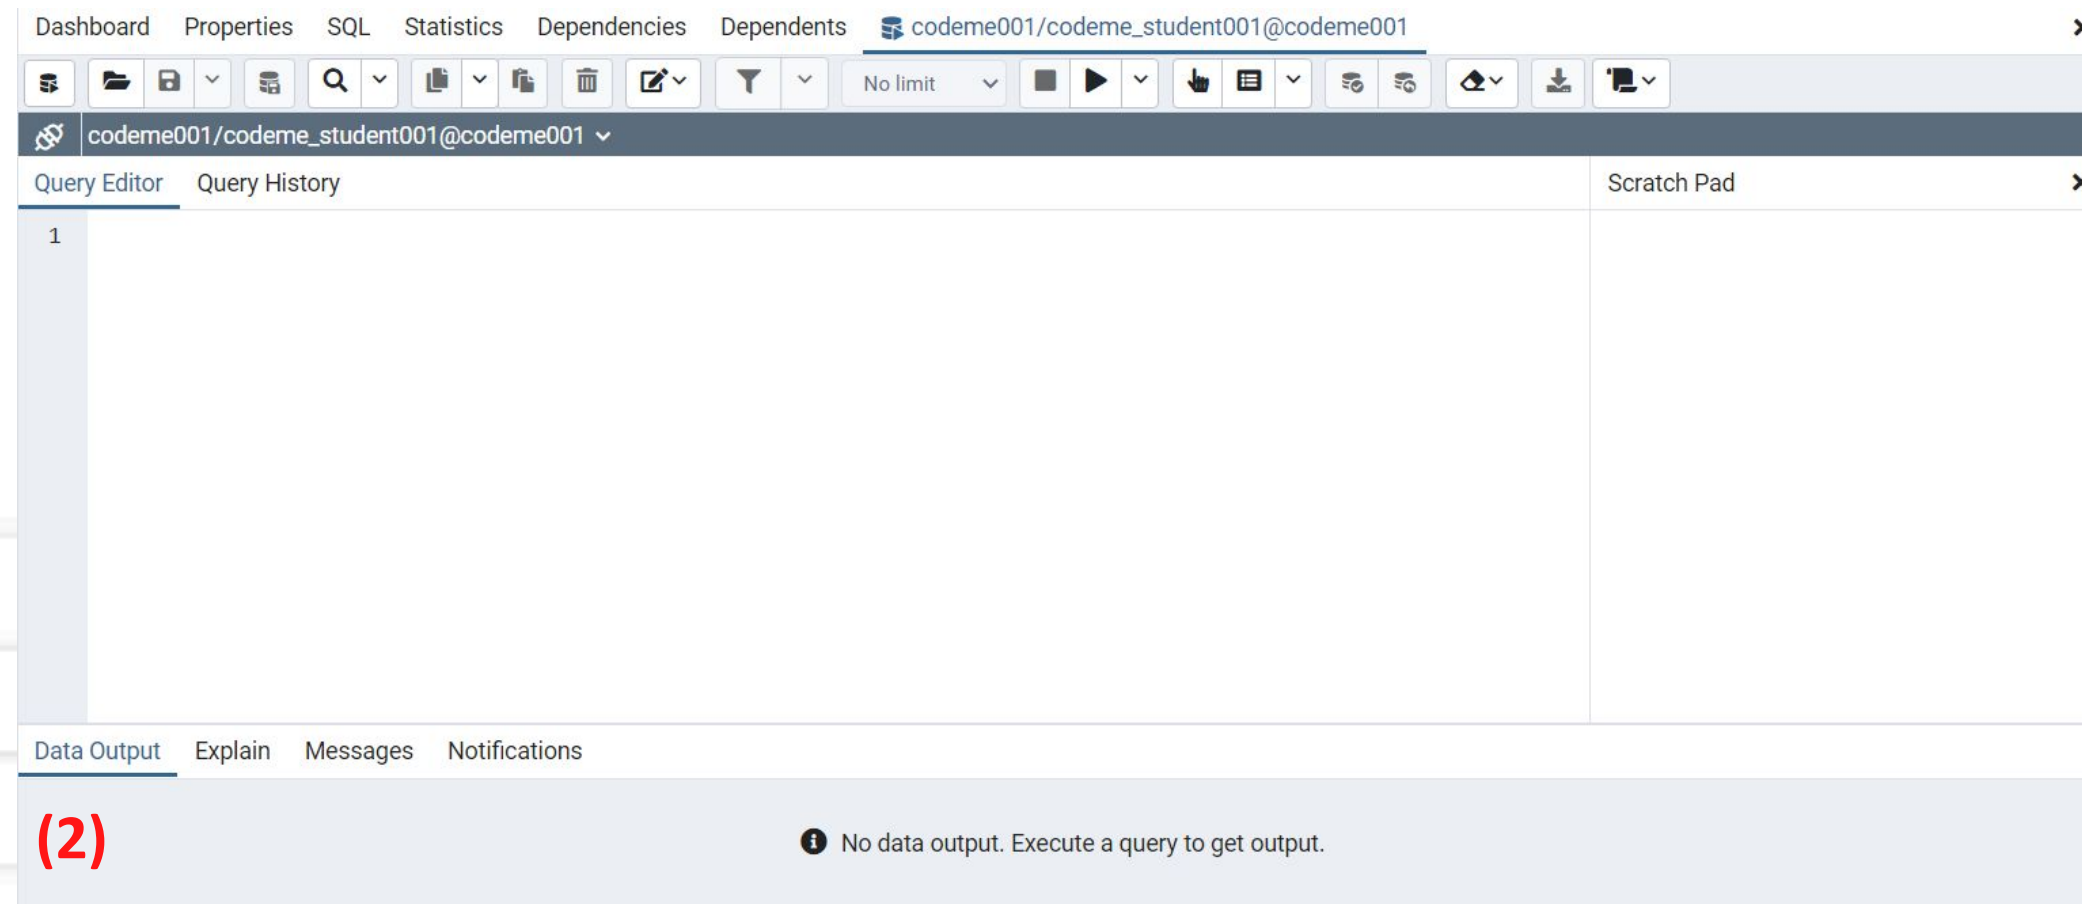 Dashboard Properties SQL Statistics Dependencies Dependents codeme001/codeme_student001@codeme001
No limit
codeme001/codeme_student001@codeme001
Query Editor Query History Scratch Pad
1
Data Output Explain Messages Notifications
(2) No data output. Execute a query to get output.